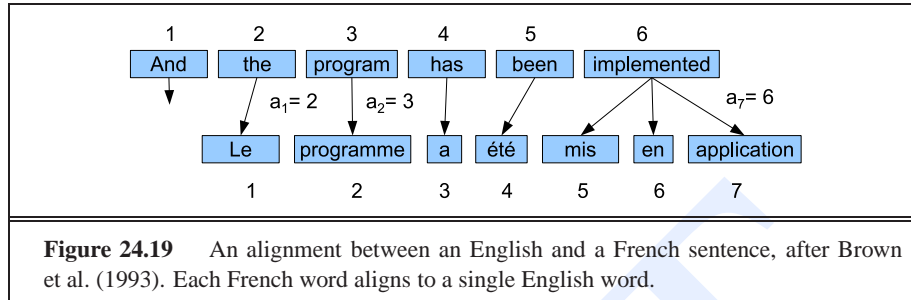 1 2 3 4 5 6
And the program has been implemented
a1= 2 a2= 3 a7= 6
Le programme a été mis en application
1 2 3 4 5 6 7
Figure 24.19 An alignment between an English and a French sentence, after Brown
et al. (1993). Each French word aligns to a single English word.